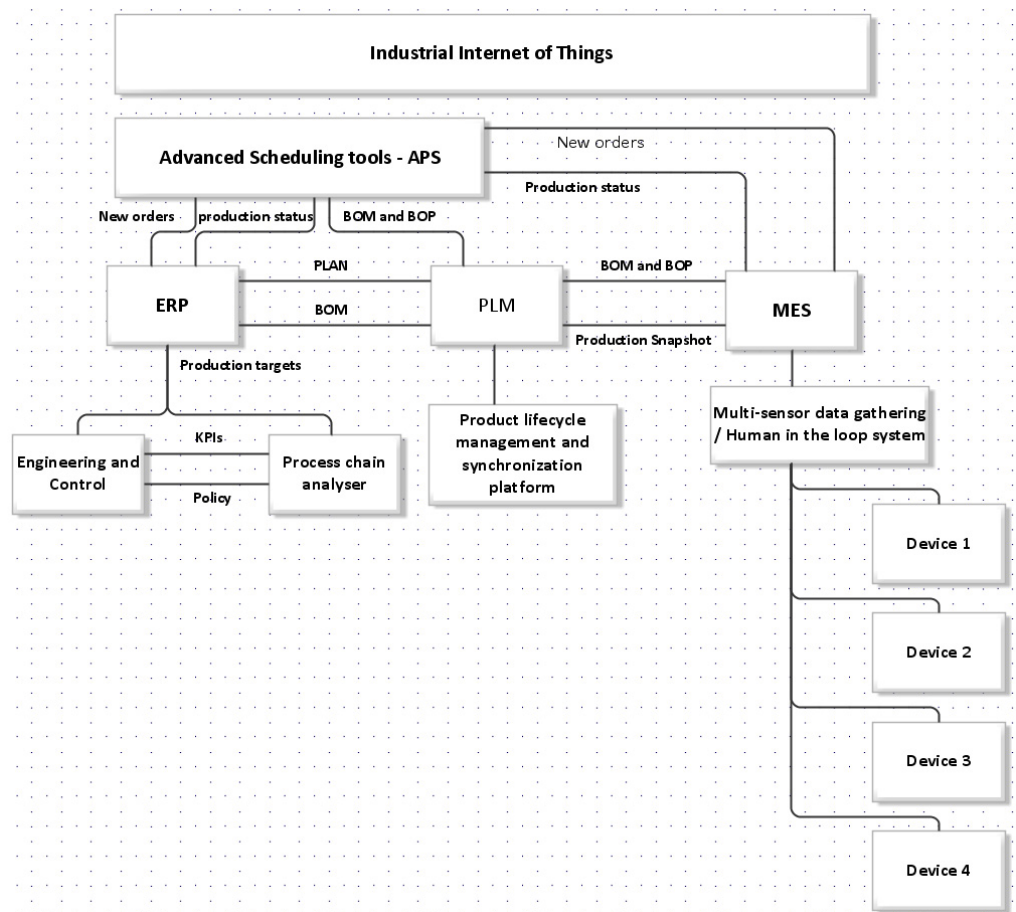 Industrial Internet of Things
Advanced Scheduling tools - APS
New orders
Production status
New orders
production status
BOM and BOP
ERP
PLAN
BOM
PLM
BOM and BOP
Production Snapshot
MES
Production targets
Engineering and
Control
KPIs
Policy
Process chain
analyser
Product lifecycle
management and
synchronization
platform
Multi-sensor data gathering
/ Human in the loop system
Device 1
Device 2
Device 3
Device 4